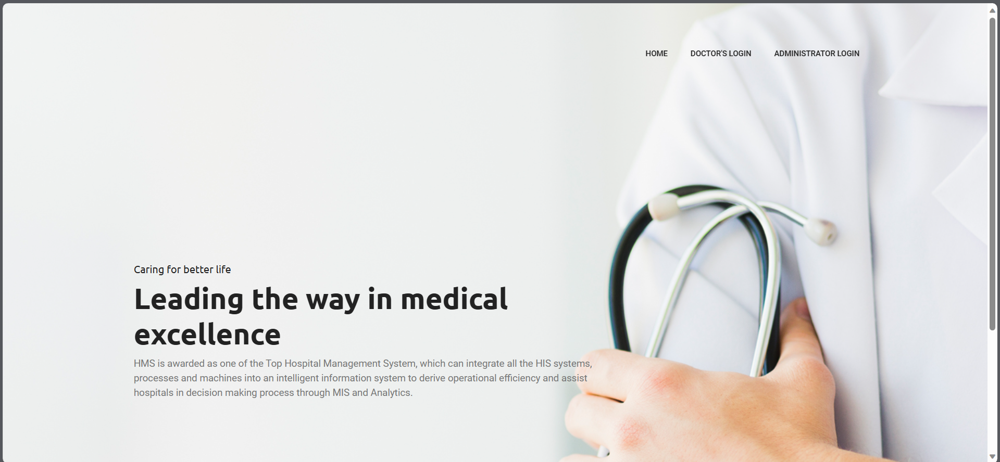 HOME DOCTOR'S LOGIN ADMINISTRATOR LOGIN
Caring for better life
Leading the way in medical
excellence
HMS is awarded as one of the Top Hospital Management System, which can integrate all the HIS systems,
processes and machines into an intelligent information system to derive operational efficiency and assist
hospitals in decision making process through MIS and Analytics.